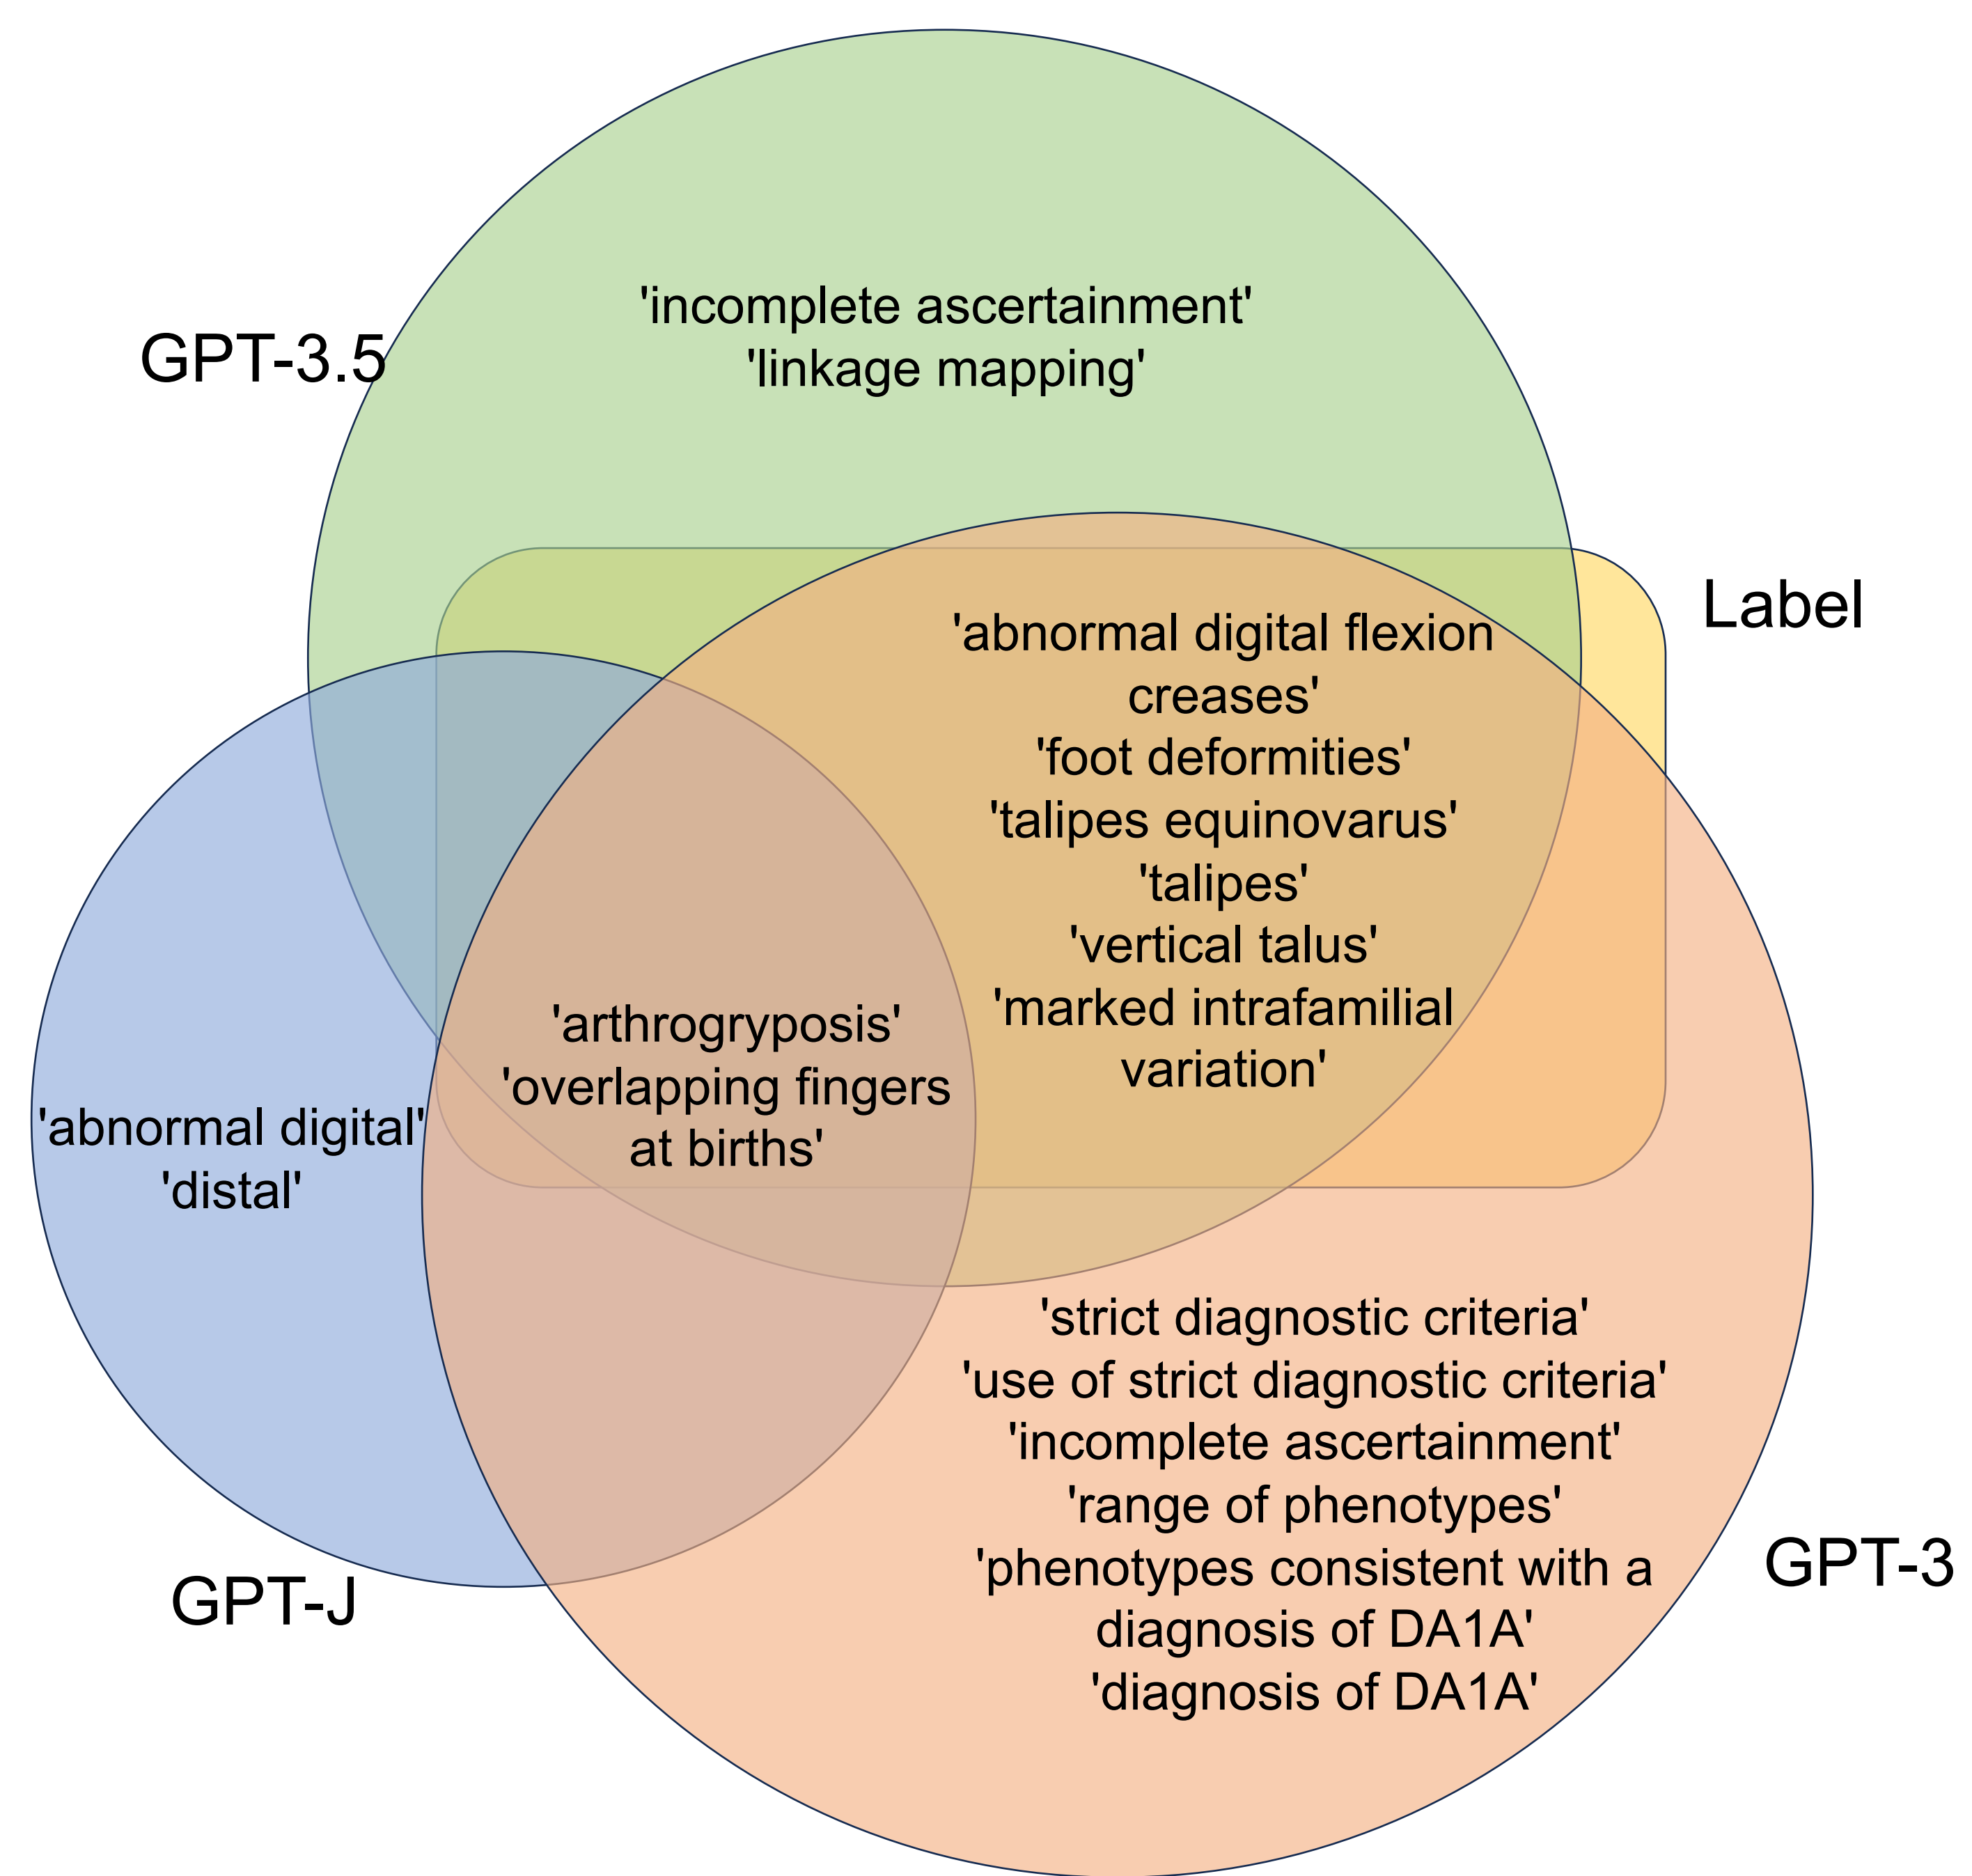 'incomplete ascertainment'
'linkage mapping'
GPT-3.5
Label
'abnormal digital flexion
creases'
'foot deformities'
'talipes equinovarus'
'talipes'
'vertical talus'
'marked intrafamilial
variation'
'arthrogryposis'
'overlapping fingers
at births'
'abnormal digital'
'distal'
GPT-J
'strict diagnostic criteria'
'use of strict diagnostic criteria'
'incomplete ascertainment'
'range of phenotypes'
'phenotypes consistent with a
diagnosis of DA1A'
'diagnosis of DA1A'
GPT-3